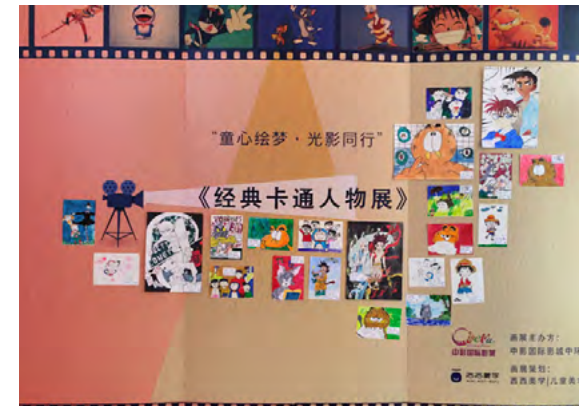 “童心绘梦·光影同行”
《经典卡通人物展》
中影国际影城
画展主办方：
中影国际影城中环
画展策划：
西西美学
西西美学|儿童美